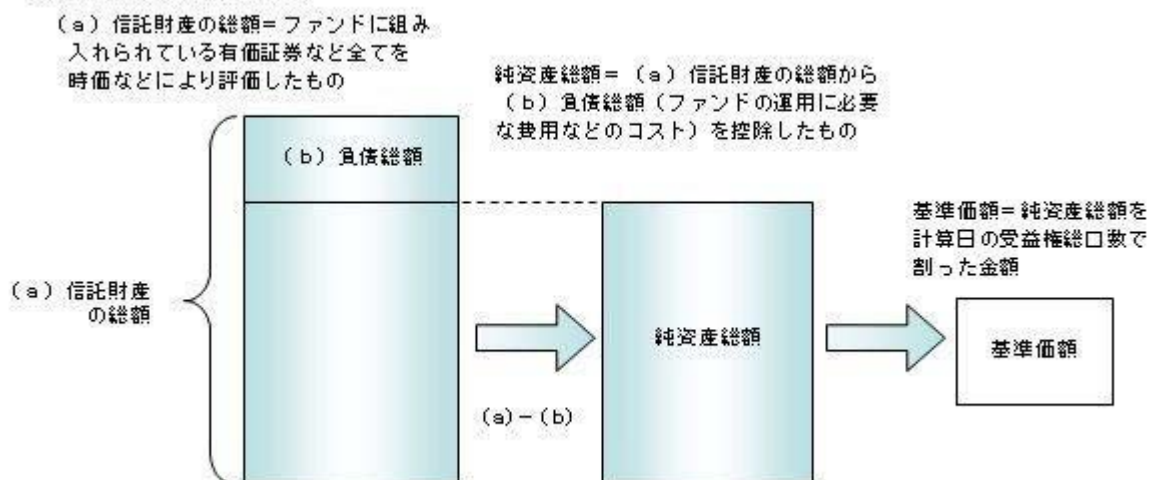 (a)信託財産の総額=ファンドに組み
入れられている有価証券など全てを
時価などにより評価したもの
純資産総額=(a)信託財産の総額から
(b)負債総額(ファンドの運用に必要
な費用などのコスト)を控除したもの
(b)負債総額
基準価額=純資産総額を
計算日の受益権総口数で
割った金額
(a)信託財産
の総額
純資産総額
基準価額
(a)-(b)